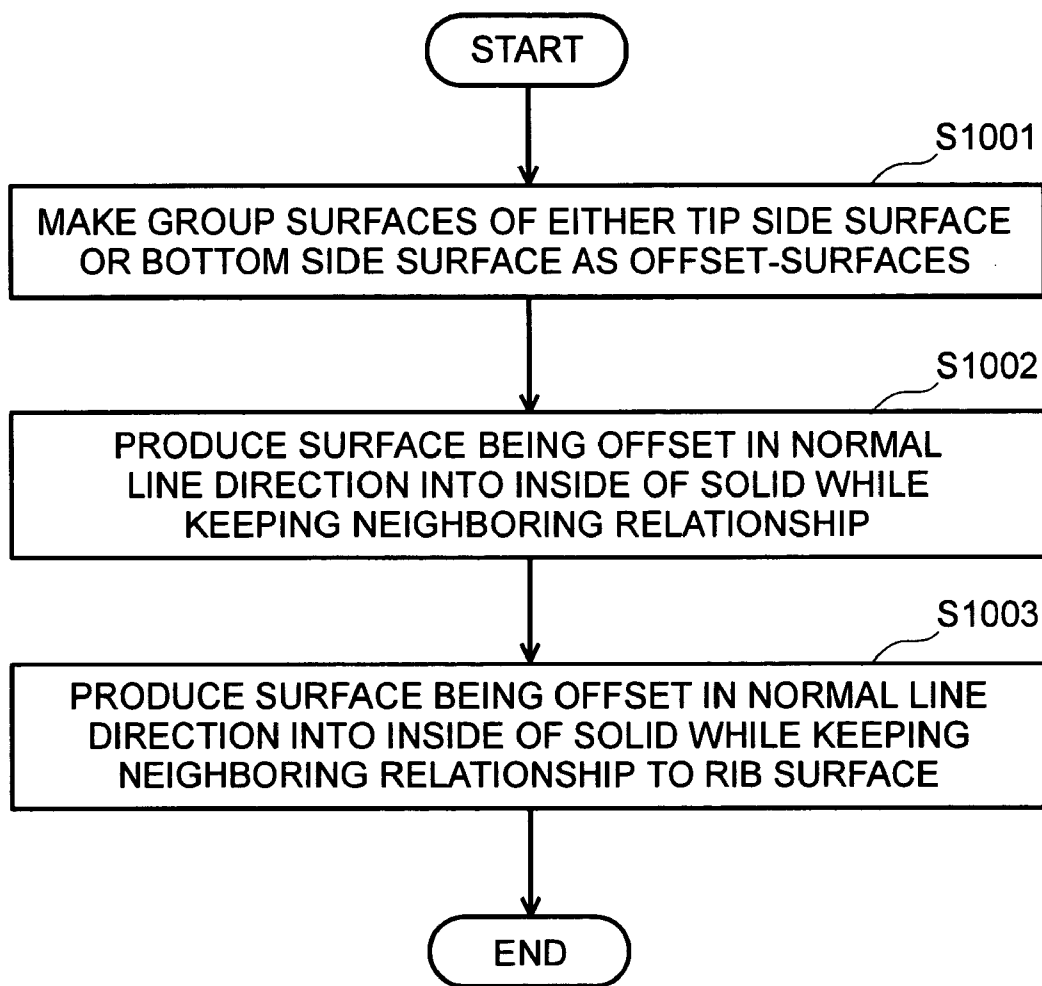 START
S1001
MAKE GROUP SURFACES OF EITHER TIP SIDE SURFACE
OR BOTTOM SIDE SURFACE AS OFFSET-SURFACES
S1002
PRODUCE SURFACE BEING OFFSET IN NORMAL
LINE DIRECTION INTO INSIDE OF SOLID WHILE
KEEPING NEIGHBORING RELATIONSHIP
S1003
PRODUCE SURFACE BEING OFFSET IN NORMAL LINE
DIRECTION INTO INSIDE OF SOLID WHILE KEEPING
NEIGHBORING RELATIONSHIP TO RIB SURFACE
END